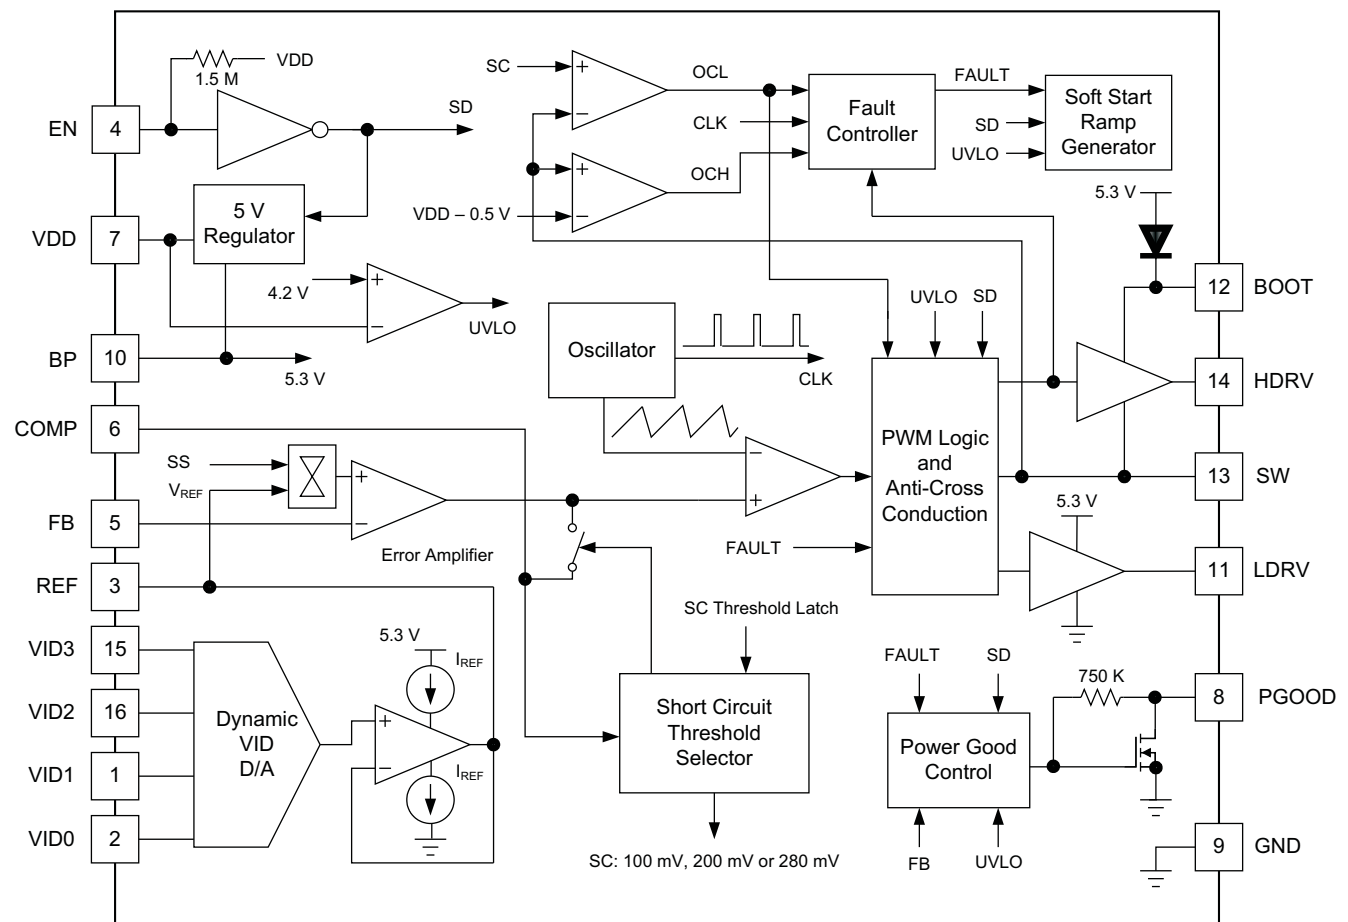 VDD
1.5 M
EN
4
SD
SC
OCL
CLK
OCH
VDD – 0.5 V
Fault
Controller
FAULT
SD
UVLO
Soft Start
Ramp
Generator
5 V
Regulator
VDD
7
4.2 V
UVLO
BP
10
5.3 V
5.3 V
12
BOOT
Oscillator
CLK
UVLO
SD
14
HDRV
COMP
6
SS
VREF
FB
5
Error Amplifier
PWM Logic
and
Anti-Cross
Conduction
FAULT
13
SW
5.3 V
11
LDRV
REF
3
VID3
15
VID2
16
VID1
1
VID0
2
Dynamic
VID
D/A
5.3 V
IREF
IREF
SC Threshold Latch
Short Circuit
Threshold
Selector
SC: 100 mV, 200 mV or 280 mV
FAULT
SD
Power Good
Control
FB
UVLO
750 K
8
PGOOD
9
GND